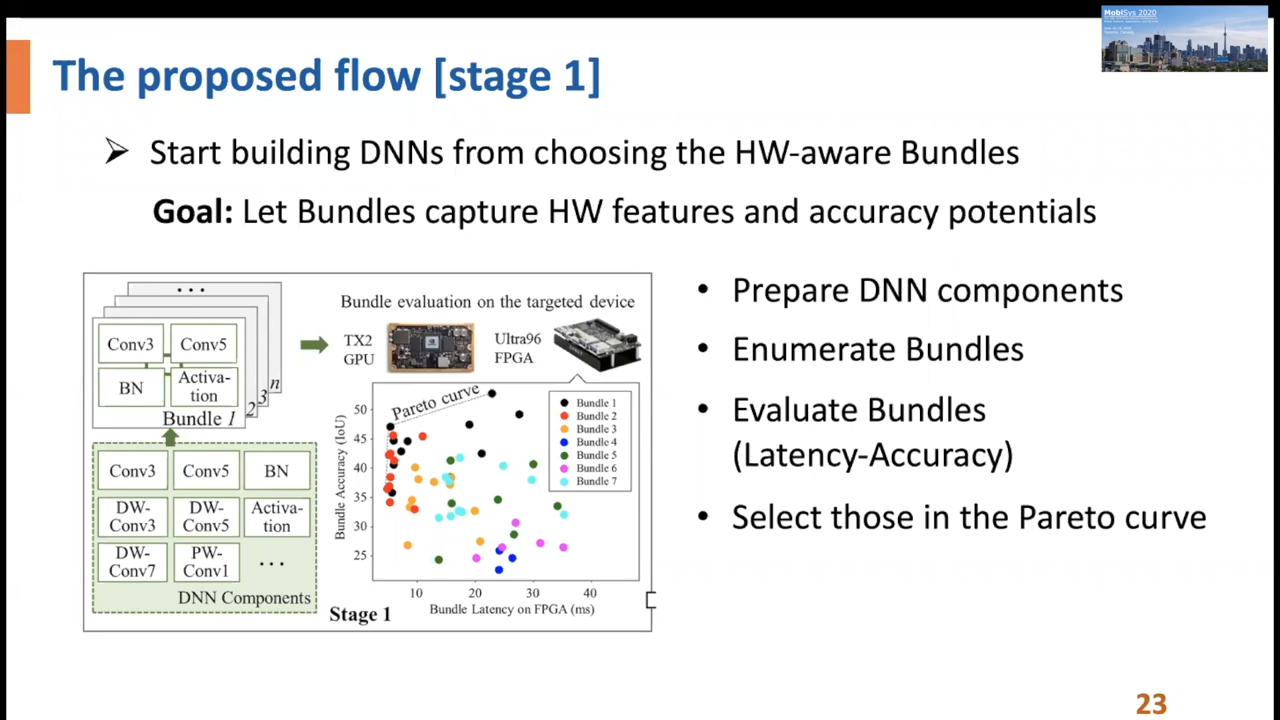 MobiSys 2020
The proposed flow [stage 1]
➢ Start building DNNs from choosing the HW-aware Bundles
Goal: Let Bundles capture HW features and accuracy potentials
• • •
Conv3 Conv5
BN Activa-
tion
Bundle 1 2 3 n
Conv3 Conv5 BN
DW-
Conv3
DW-
Conv5
Activa-
tion
DW-
Conv7
PW-
Conv1
• • •
DNN Components
Bundle evaluation on the targeted device
TX2
GPU
Ultra96
FPGA
Pareto curve
Bundle 1
Bundle 2
Bundle 3
Bundle 4
Bundle 5
Bundle 6
Bundle 7
Bundle Accuracy (IoU)
50
45
40
35
30
25
10 20 30 40
Bundle Latency on FPGA (ms)
Stage 1
• Prepare DNN components
• Enumerate Bundles
• Evaluate Bundles
(Latency-Accuracy)
• Select those in the Pareto curve
23